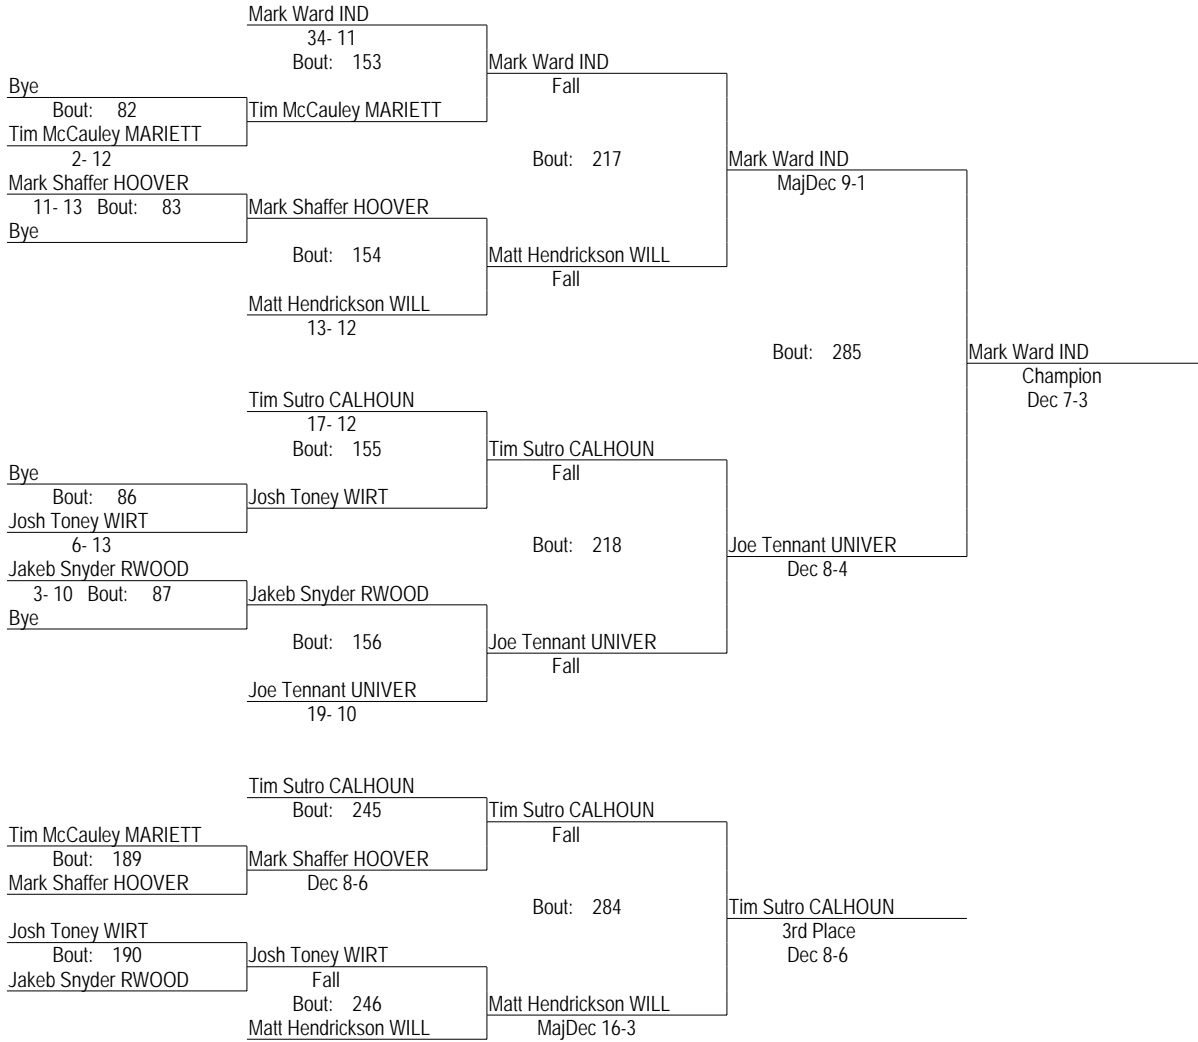 Mark Ward IND
34- 11
Bout: 153
Mark Ward IND
Fall
Bye
Bout: 82
Tim McCauley MARIETT
Tim McCauley MARIETT
2- 12
Bout: 217
Mark Ward IND
MajDec 9-1
Mark Shaffer HOOVER
11- 13 Bout: 83
Mark Shaffer HOOVER
Bye
Bout: 154
Matt Hendrickson WILL
Fall
Matt Hendrickson WILL
13- 12
Bout: 285
Mark Ward IND
Champion
Dec 7-3
Tim Sutro CALHOUN
17- 12
Bout: 155
Tim Sutro CALHOUN
Fall
Bye
Bout: 86
Josh Toney WIRT
Josh Toney WIRT
6- 13
Bout: 218
Joe Tennant UNIVER
Dec 8-4
Jakeb Snyder RWOOD
3- 10 Bout: 87
Jakeb Snyder RWOOD
Bye
Bout: 156
Joe Tennant UNIVER
Fall
Joe Tennant UNIVER
19- 10
Tim Sutro CALHOUN
Bout: 245
Tim Sutro CALHOUN
Fall
Tim McCauley MARIETT
Bout: 189
Mark Shaffer HOOVER
Mark Shaffer HOOVER
Dec 8-6
Bout: 284
Tim Sutro CALHOUN
3rd Place
Dec 8-6
Josh Toney WIRT
Bout: 190
Josh Toney WIRT
Jakeb Snyder RWOOD
Fall
Bout: 246
Matt Hendrickson WILL
Matt Hendrickson WILL
MajDec 16-3